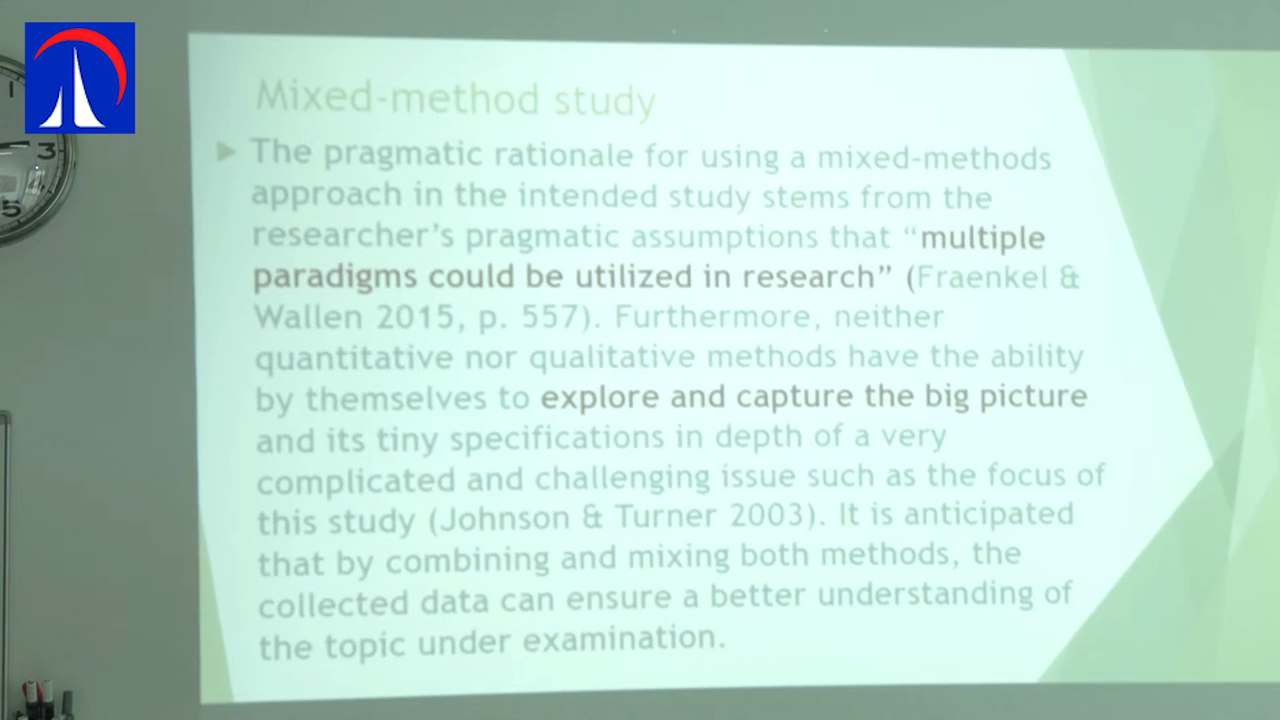 1
3
5
Mixed-method study
The pragmatic rationale for using a mixed-methods
approach in the intended study stems from the
researcher's pragmatic assumptions that “multiple
paradigms could be utilized in research” (Fraenkel &
Wallen 2015, p. 557). Furthermore, neither
quantitative nor qualitative methods have the ability
by themselves to explore and capture the big picture
and its tiny specifications in depth of a very
complicated and challenging issue such as the focus of
this study (Johnson & Turner 2003). It is anticipated
that by combining and mixing both methods, the
collected data can ensure a better understanding of
the topic under examination.